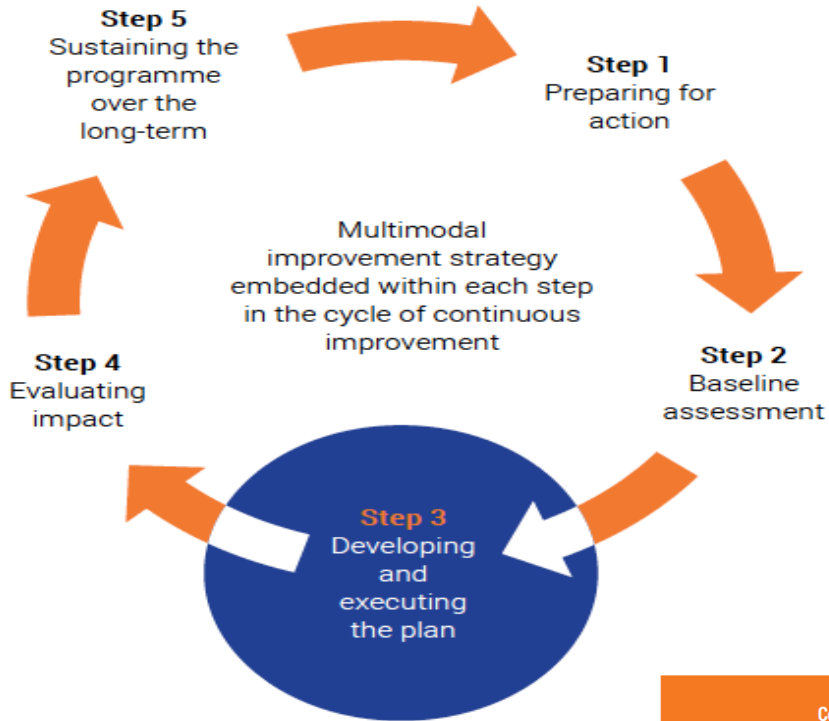 Step 5
Sustaining the
programme
over the
long-term
Step 1
Preparing for
action
Multimodal
improvement strategy
embedded within each step
in the cycle of continuous
improvement
Step 4
Evaluating
impact
Step 2
Baseline
assessment
Step 3
Developing
and
executing
the plan